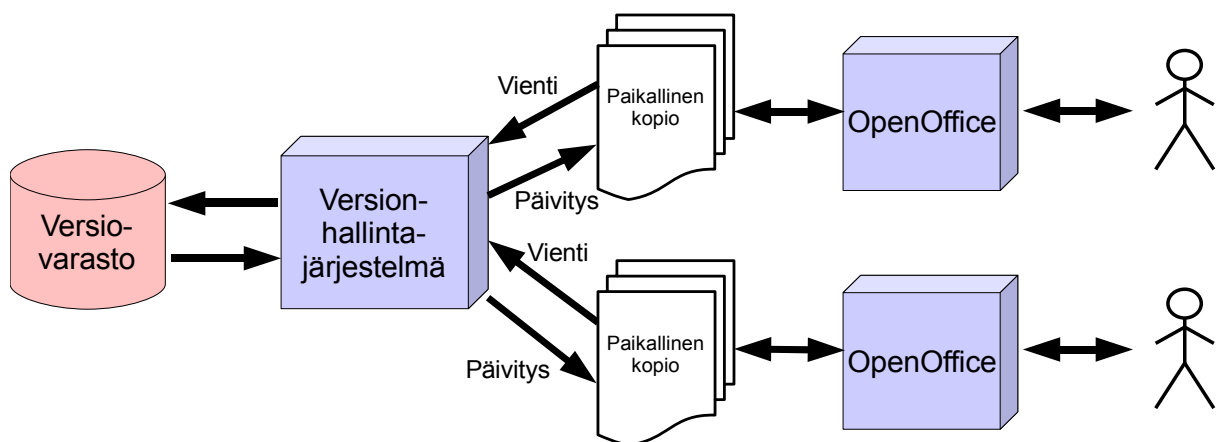 Vienti
Paikallinen
kopio
OpenOffice
Päivitys
Versio-
varasto
Version-
hallinta-
järjestelmä
Vienti
Paikallinen
kopio
OpenOffice
Päivitys